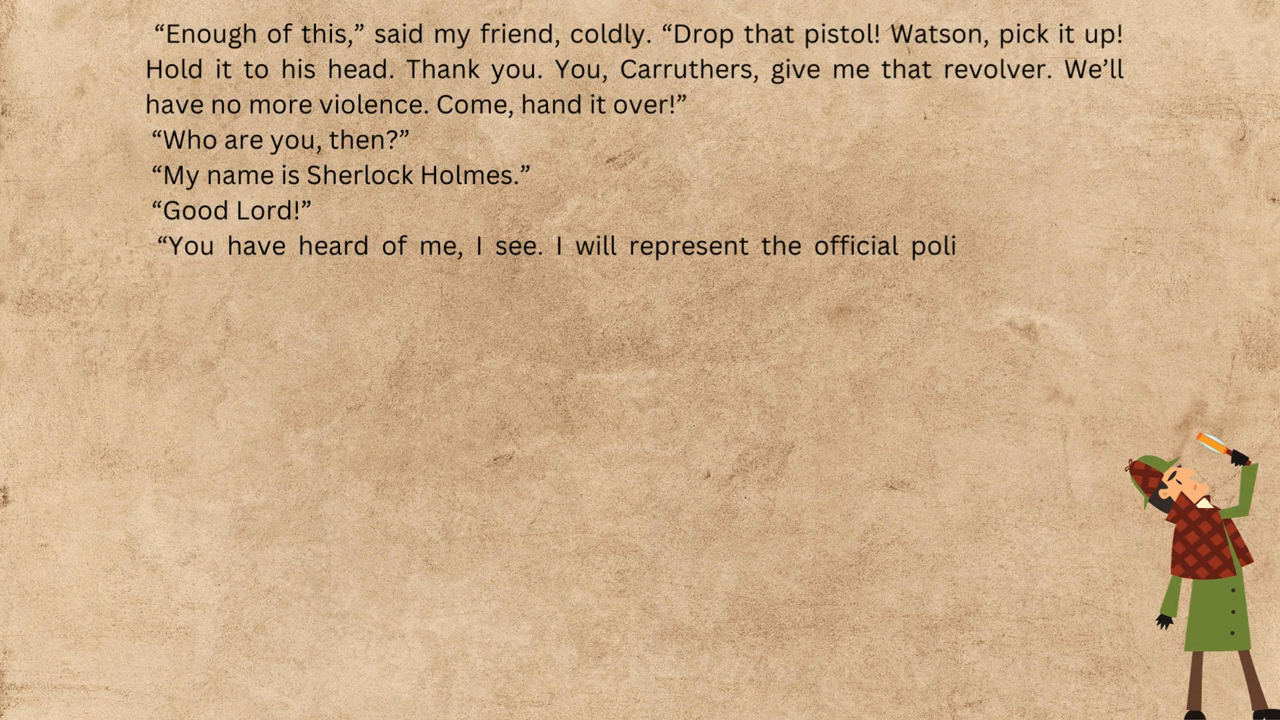 “Enough of this,” said my friend, coldly. “Drop that pistol! Watson, pick it up!
Hold it to his head. Thank you. You, Carruthers, give me that revolver. We’ll
have no more violence. Come, hand it over!”
“Who are you, then?”
“My name is Sherlock Holmes.”
“Good Lord!”
“You have heard of me, I see. I will represent the official poli